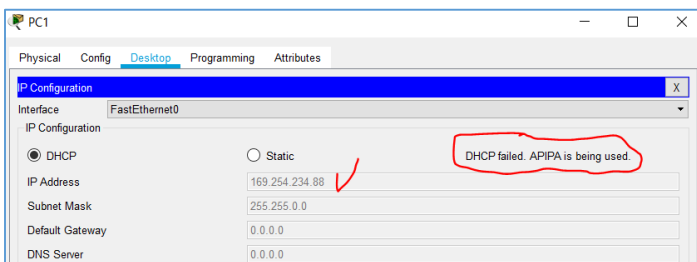 PC1
Physical Config Desktop Programming Attributes
IP Configuration X
Interface FastEthernet0
IP Configuration
DHCP Static DHCP failed. APIPA is being used.
IP Address 169.254.234.88
Subnet Mask 255.255.0.0
Default Gateway 0.0.0.0
DNS Server 0.0.0.0